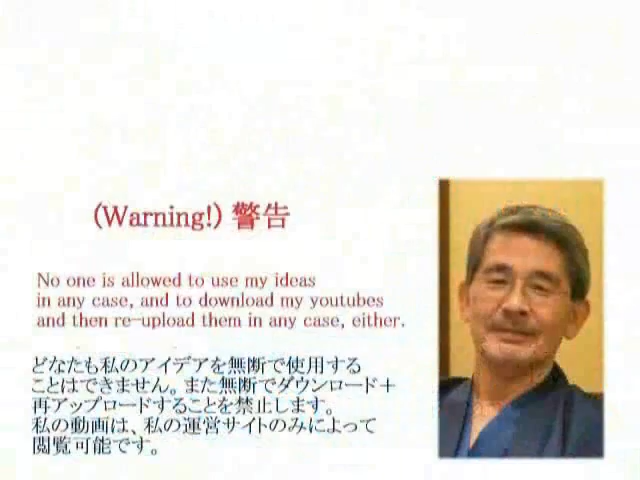 (Warning!) 警告
No one is allowed to use my ideas
in any case, and to download my youtubes
and then re-upload them in any case, either.
どなたも私のアイデアを無断で使用する
ことはできません。また無断でダウンロード＋
再アップロードすることを禁止します。
私の動画は、私の運営サイトのみによって
閲覧可能です。